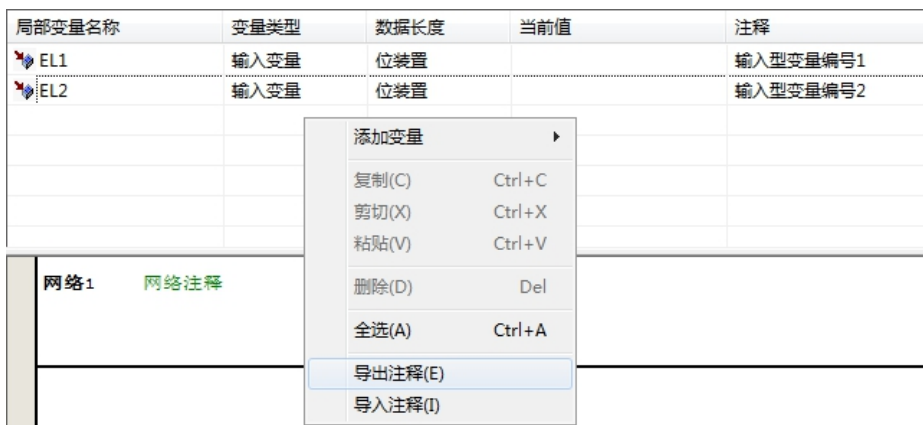 局部变量名称 变量类型 数据长度 当前值 注释
EL1 输入变量 位装置 输入型变量编号1
EL2 输入变量 位装置 输入型变量编号2
添加变量
复制(C) Ctrl+C
剪切(X) Ctrl+X
粘贴(V) Ctrl+V
删除(D) Del
全选(A) Ctrl+A
导出注释(E)
导入注释(I)
网络1 网络注释